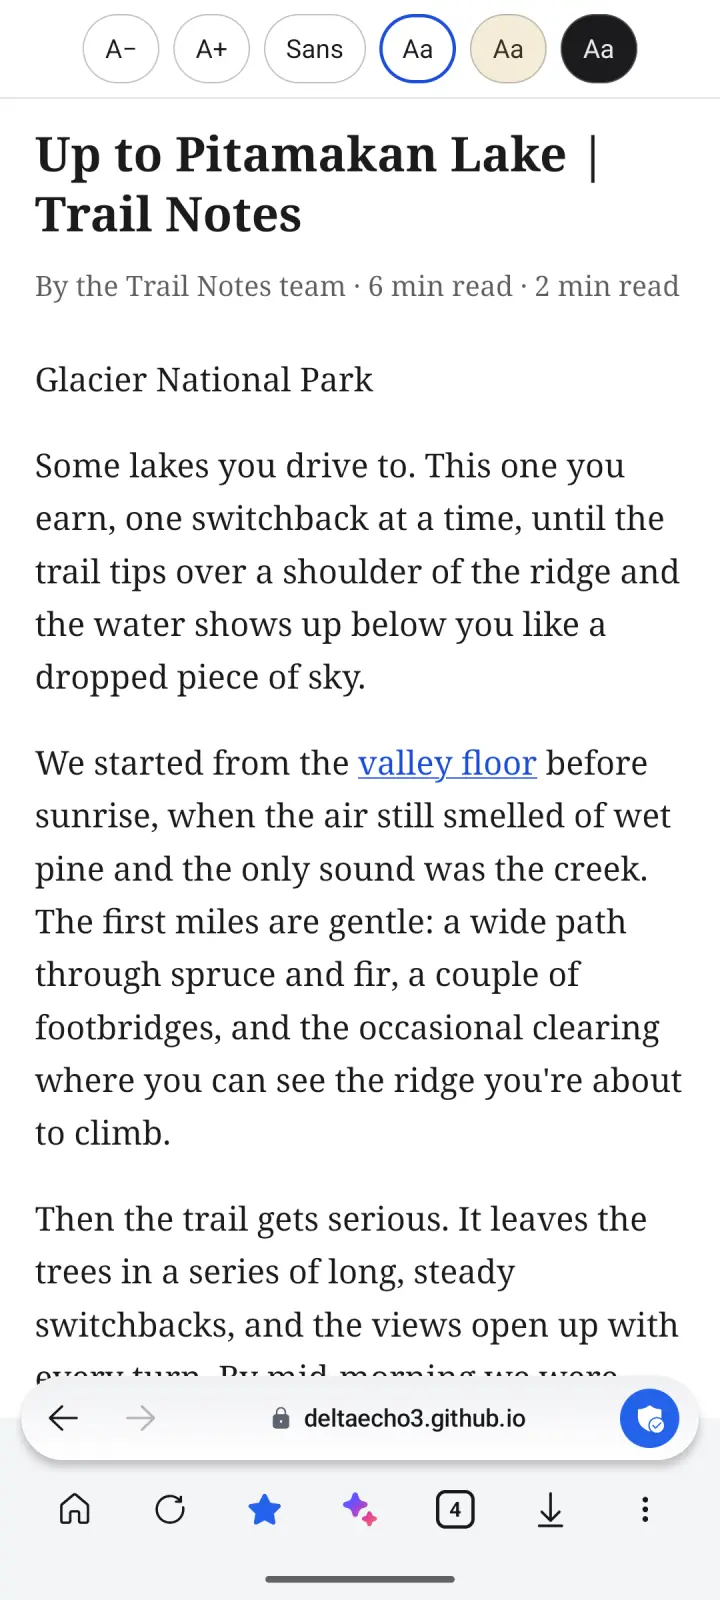 A− A+ Sans Aa Aa Aa
Up to Pitamakan Lake |
Trail Notes
By the Trail Notes team · 6 min read · 2 min read
Glacier National Park
Some lakes you drive to. This one you
earn, one switchback at a time, until the
trail tips over a shoulder of the ridge and
the water shows up below you like a
dropped piece of sky.
We started from the valley floor before
sunrise, when the air still smelled of wet
pine and the only sound was the creek.
The first miles are gentle: a wide path
through spruce and fir, a couple of
footbridges, and the occasional clearing
where you can see the ridge you're about
to climb.
Then the trail gets serious. It leaves the
trees in a series of long, steady
switchbacks, and the views open up with
every turn. By mid-morning we were
deltaecho3.github.io
4